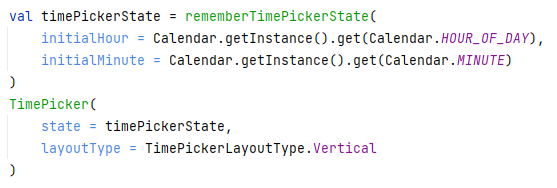 val timePickerState = rememberTimePickerState(
    initialHour = Calendar.getInstance().get(Calendar.HOUR_OF_DAY),
    initialMinute = Calendar.getInstance().get(Calendar.MINUTE)
)
TimePicker(
    state = timePickerState,
    layoutType = TimePickerLayoutType.Vertical
)